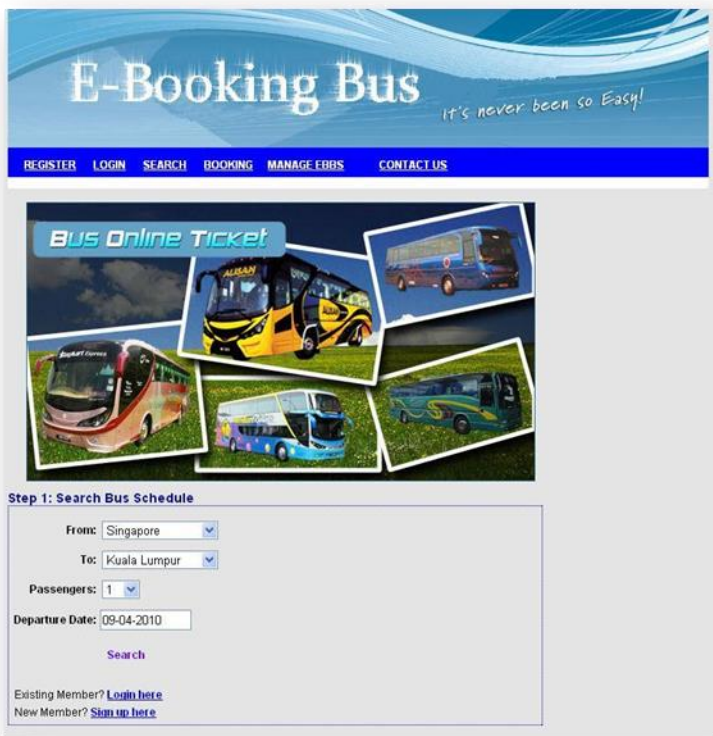 E-Booking Bus
It's never been so Easy!
REGISTER LOGIN SEARCH BOOKING MANAGE EBBS CONTACT US
Bus Online Ticket
ALISAN
Step 1: Search Bus Schedule
From: Singapore
To: Kuala Lumpur
Passengers: 1
Departure Date: 09-04-2010
Search
Existing Member? Login here
New Member? Sign up here